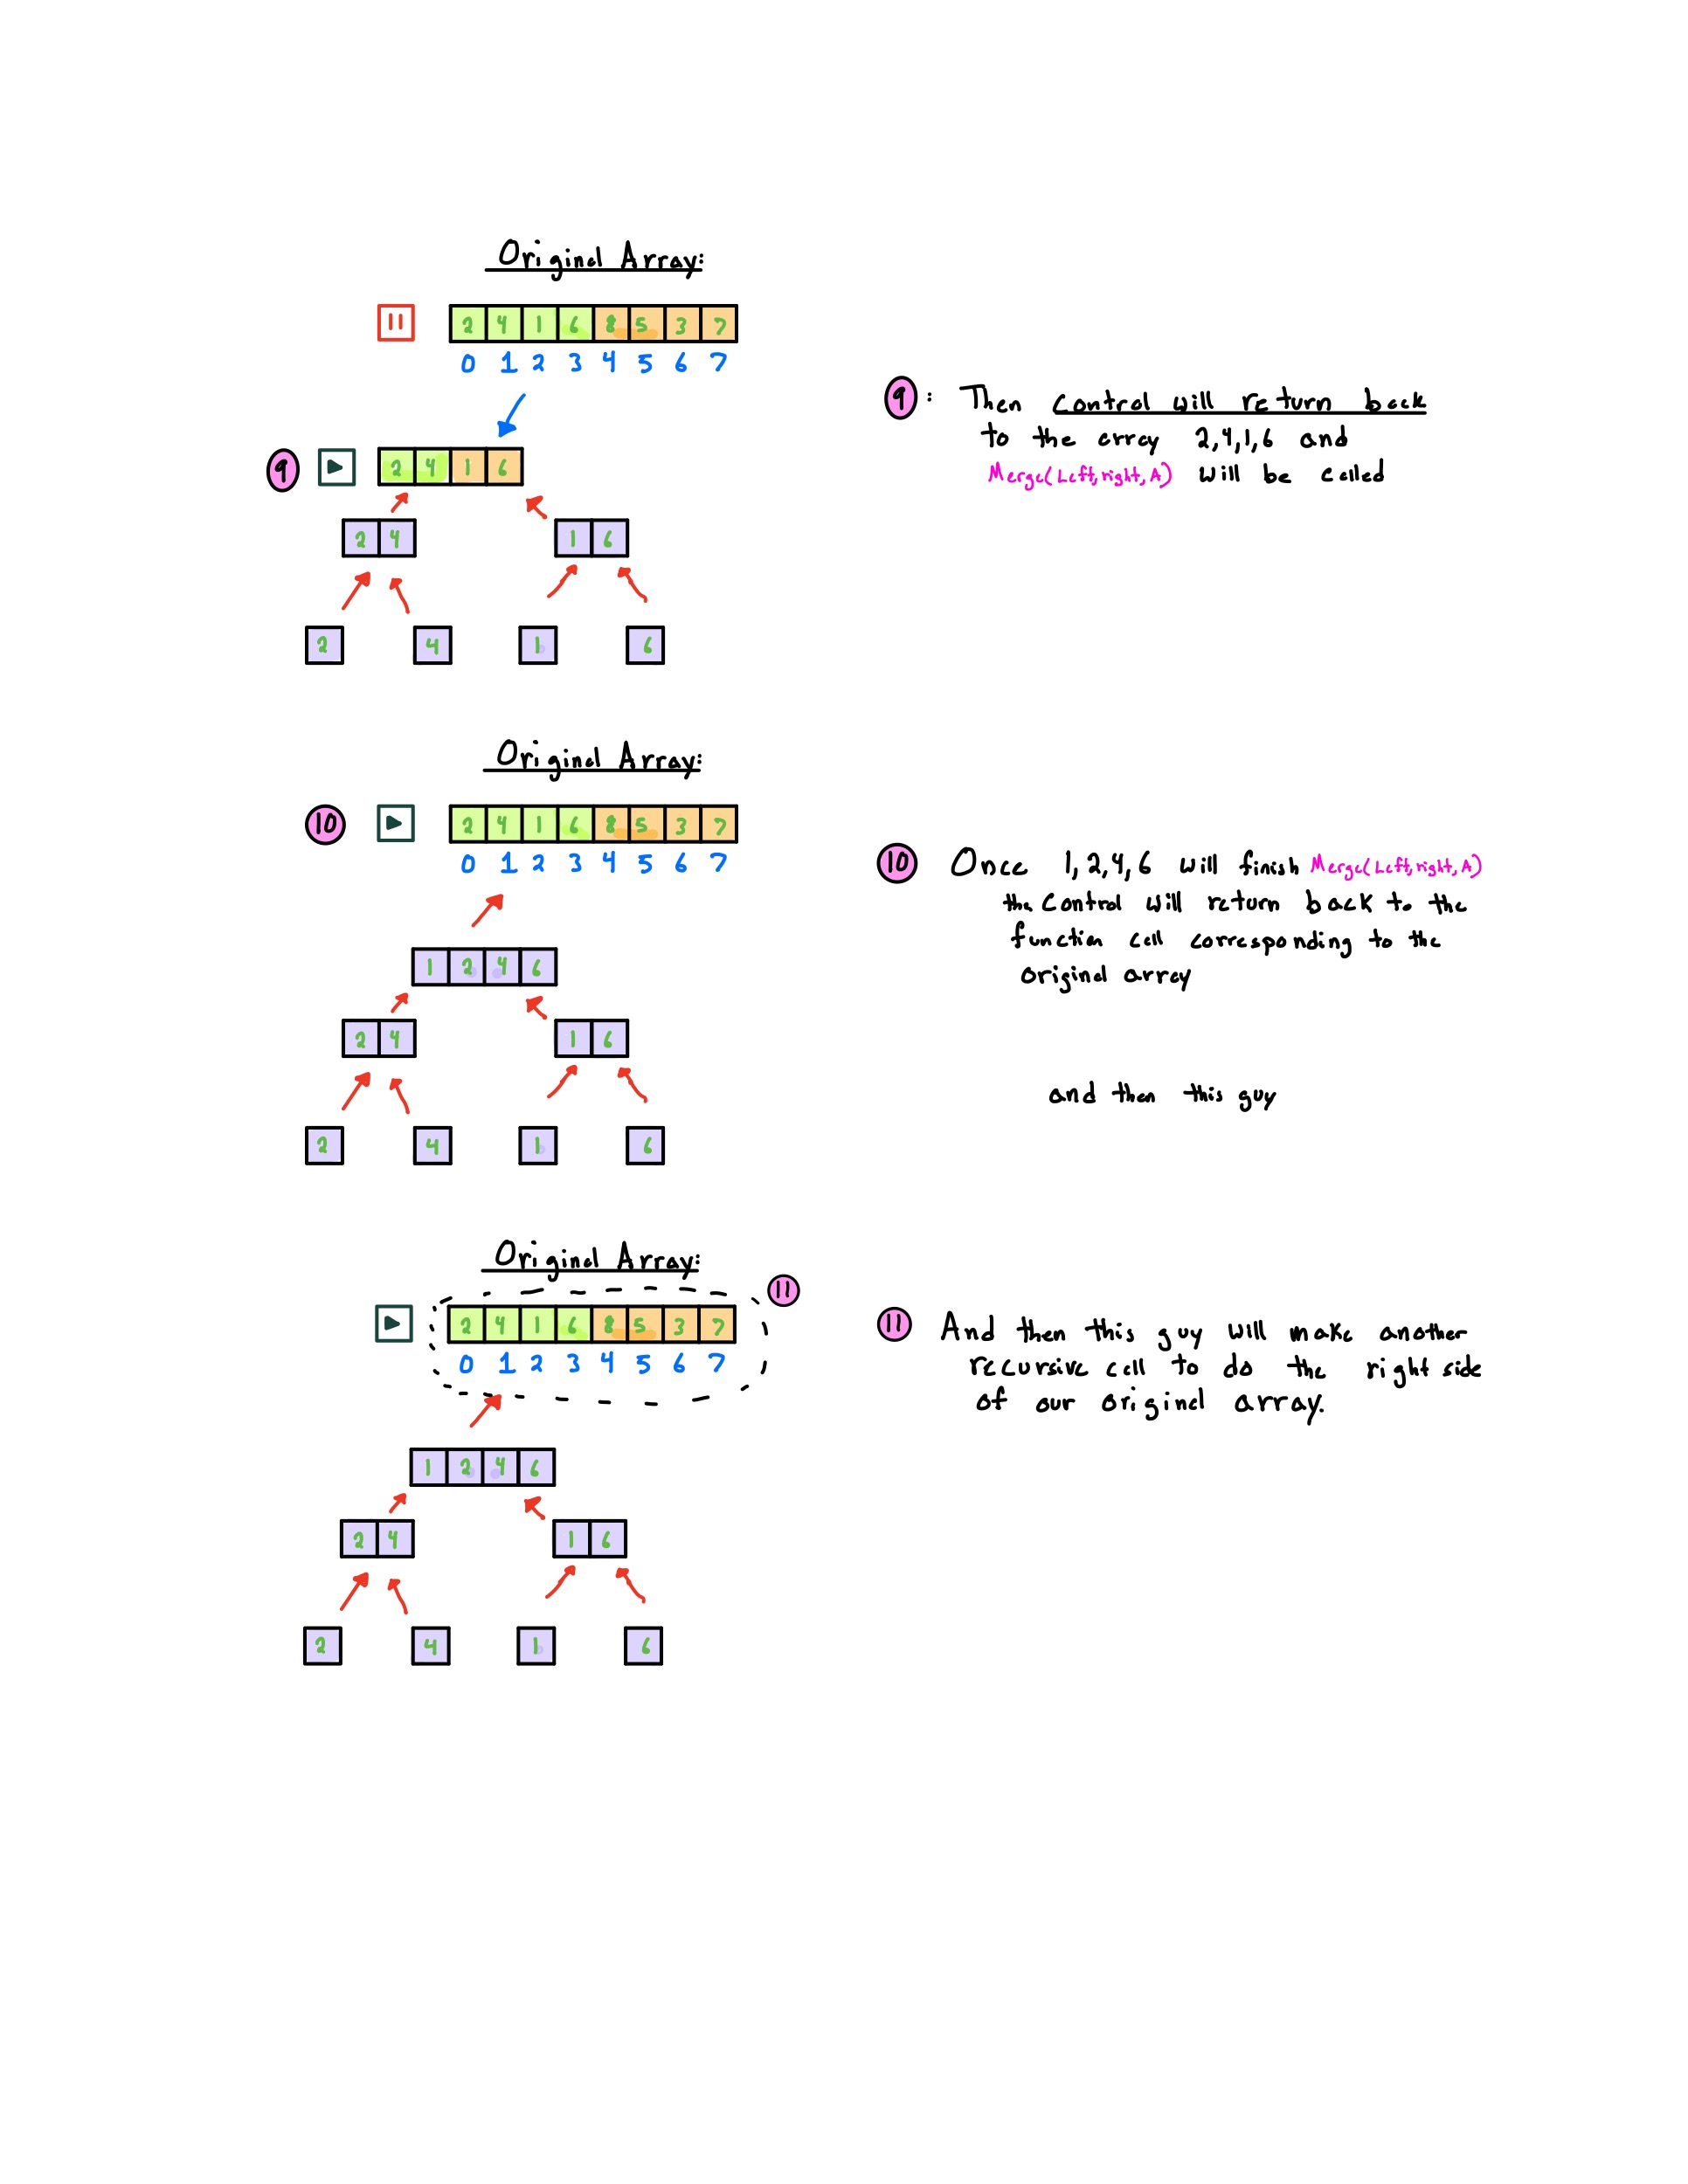 Original Array:
2 4 1 6 8 5 3 7
0 1 2 3 4 5 6 7
9 2 4 1 6
2 4 1 6
2 4 1 6
9 : Then control will return back
to the array 2,4,1,6 and
Merge(Left,right,A) will be called
Original Array:
10 2 4 1 6 8 5 3 7
0 1 2 3 4 5 6 7
1 2 4 6
2 4 1 6
2 4 1 6
10 Once 1,2,4,6 will finish Merge(Left,right,A)
the control will return back to the
function call corresponding to the
original array
and then this guy
Original Array:
11
2 4 1 6 8 5 3 7
0 1 2 3 4 5 6 7
1 2 4 6
2 4 1 6
2 4 1 6
11 And then this guy will make another
recursive call to do the right side
of our original array.